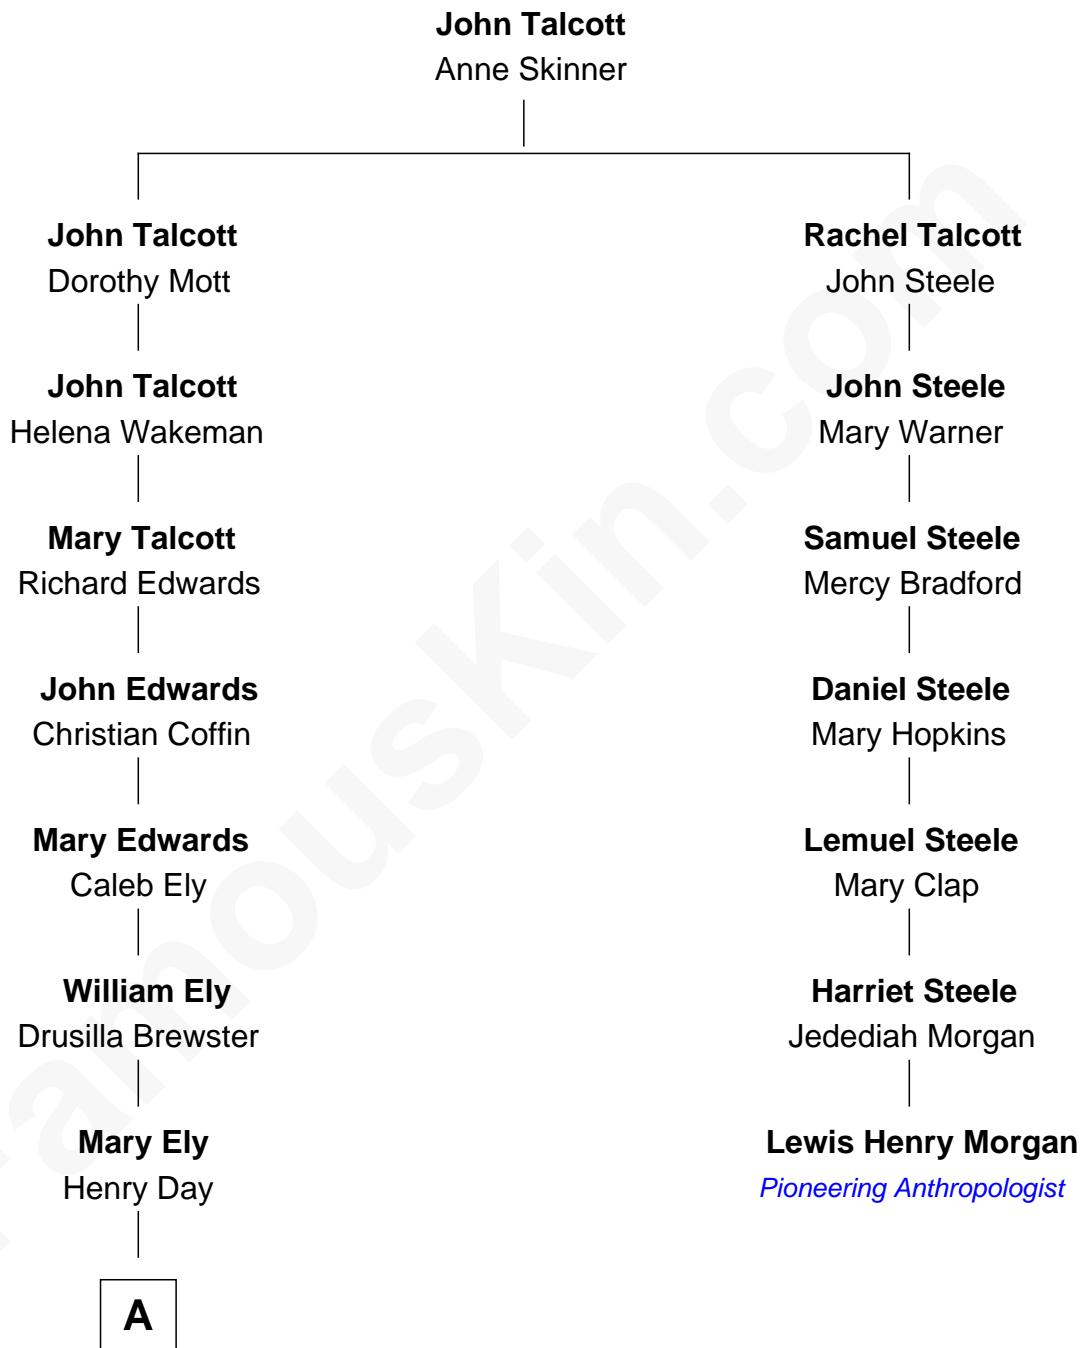 John Talcott
Anne Skinner
John Talcott
Dorothy Mott
Rachel Talcott
John Steele
John Talcott
Helena Wakeman
John Steele
Mary Warner
Mary Talcott
Richard Edwards
Samuel Steele
Mercy Bradford
John Edwards
Christian Coffin
Daniel Steele
Mary Hopkins
Mary Edwards
Caleb Ely
Lemuel Steele
Mary Clap
William Ely
Drusilla Brewster
Harriet Steele
Jedediah Morgan
Mary Ely
Henry Day
Lewis Henry Morgan
Pioneering Anthropologist
A
FamousKin.com